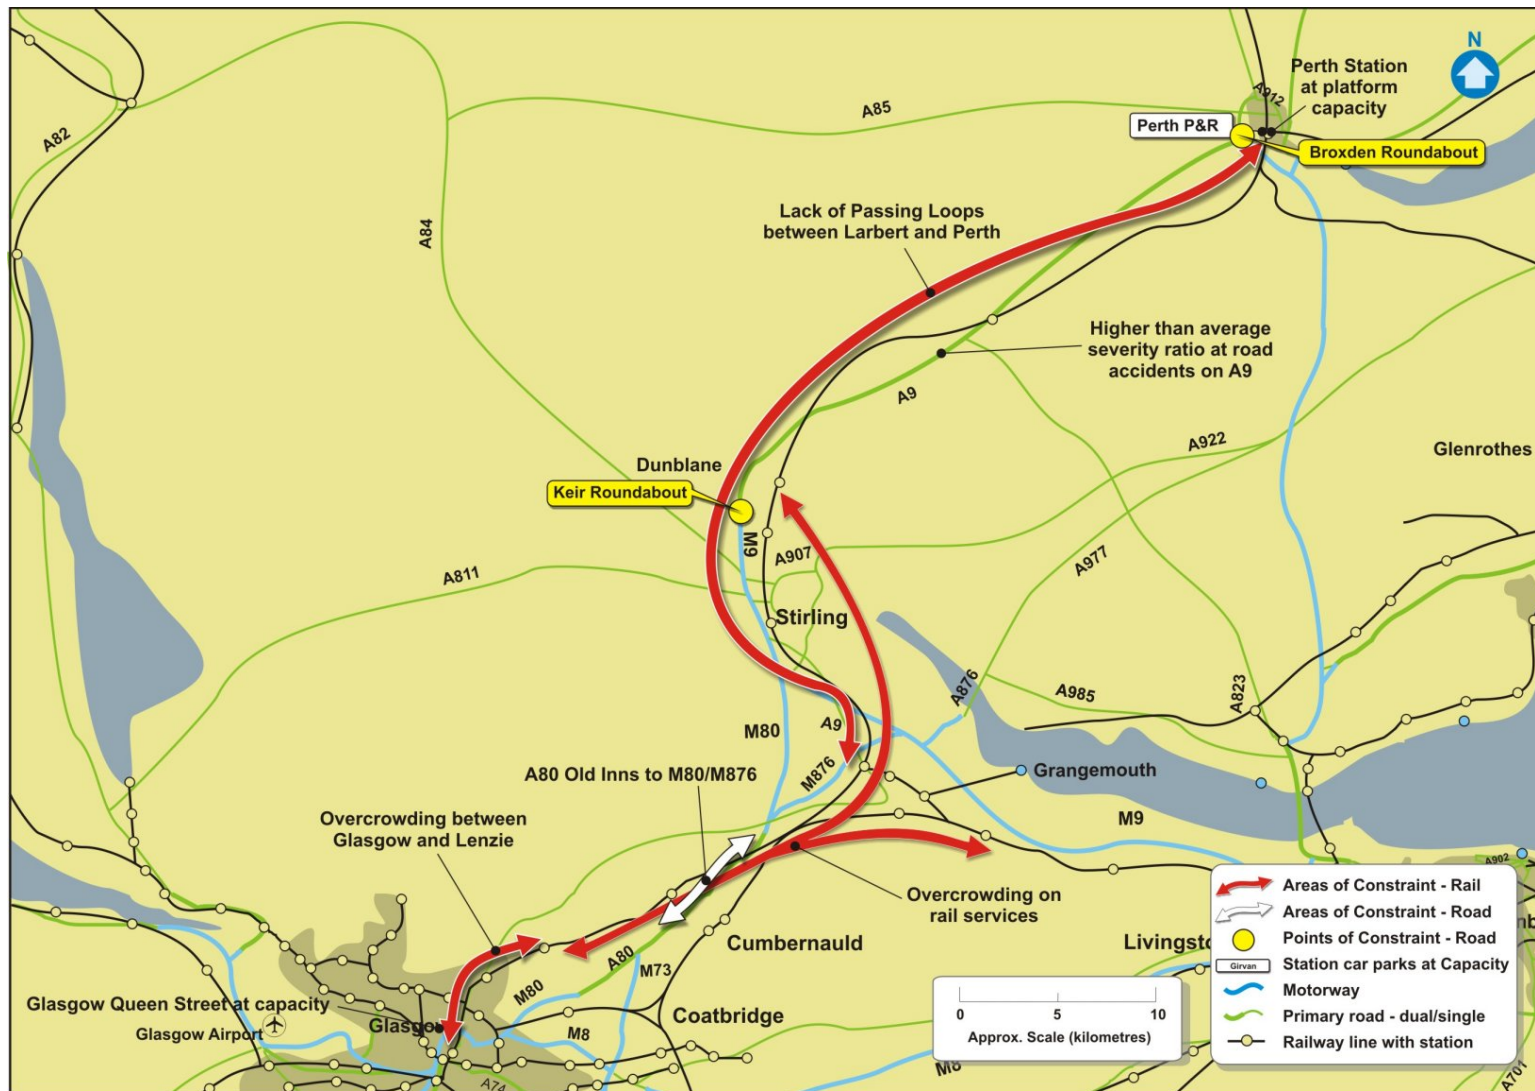 N
Perth Station
at platform
capacity
A912
A85
A82
Perth P&R
Broxden Roundabout
Lack of Passing Loops
between Larbert and Perth
A84
Higher than average
severity ratio at road
accidents on A9
A9
A922
Glenrothes
Dunblane
Keir Roundabout
M9
A907
A977
A811
Stirling
A876
A985
A823
A9
M80
M876
A80 Old Inns to M80/M876
Grangemouth
M9
Overcrowding between
Glasgow and Lenzie
A902
Overcrowding on
rail services
Cumbernauld
Livingst
A80
M73
M80
Glasgow Queen Street at capacity
Glasgow Airport
Glasgow
Coatbridge
M8
M8
A74
A701
0 5 10
Approx. Scale (kilometres)
Areas of Constraint - Rail
Areas of Constraint - Road
Points of Constraint - Road
Girvan
Station car parks at Capacity
Motorway
Primary road - dual/single
Railway line with station